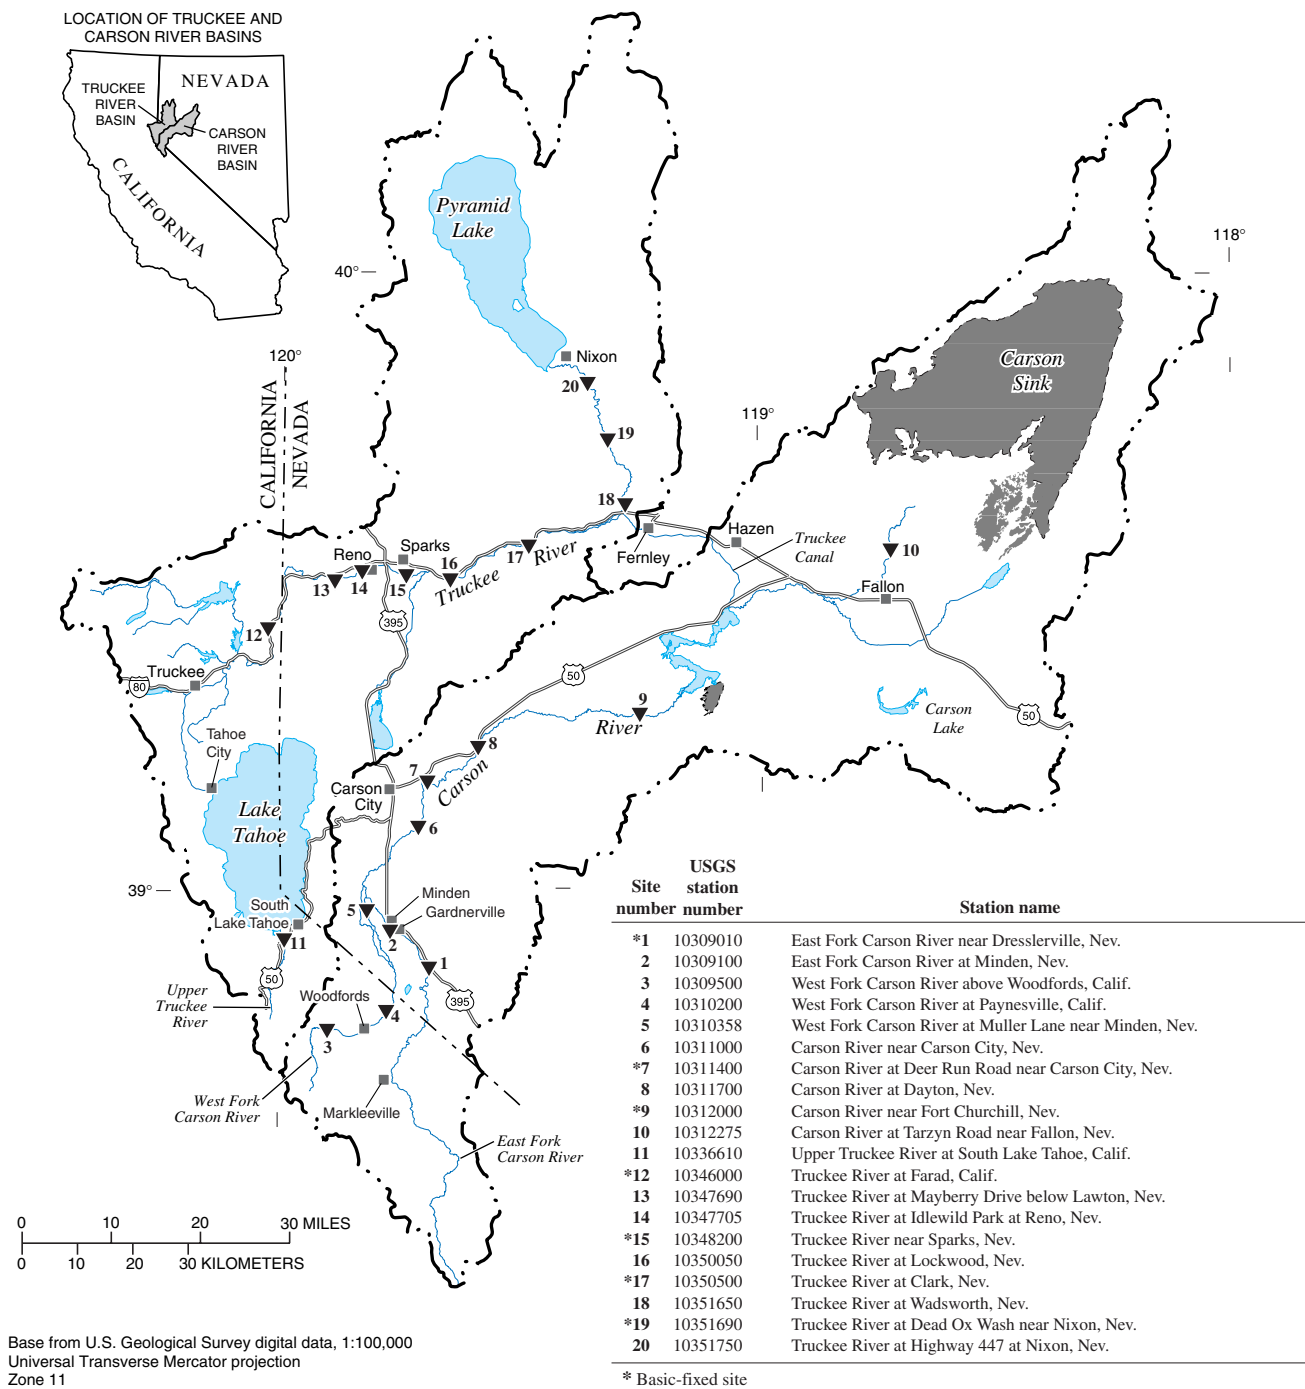 LOCATION OF TRUCKEE AND
CARSON RIVER BASINS
NEVADA
TRUCKEE
RIVER
BASIN
CARSON
RIVER
BASIN
CALIFORNIA
Pyramid
Lake
118°
40°
Carson
Sink
120°
Nixon
20
119°
CALIFORNIA
NEVADA
19
18
Hazen
Truckee
Canal
Fernley
10
Sparks
Reno
17
River
16
Truckee
13
14
15
Fallon
395
12
Truckee
80
50
9
River
Carson
Lake
50
Tahoe
City
8
7
Carson
Carson
City
Lake
Tahoe
6
39°
Minden
Gardnerville
South
Lake Tahoe
5
2
11
1
50
Upper
Truckee
River
Woodfords
395
4
3
West Fork
Carson River
Markleeville
East Fork
Carson River
0 10 20 30 MILES
0 10 20 30 KILOMETERS
Site number USGS station number Station name
*1 10309010 East Fork Carson River near Dresslerville, Nev.
2 10309100 East Fork Carson River at Minden, Nev.
3 10309500 West Fork Carson River above Woodfords, Calif.
4 10310200 West Fork Carson River at Paynesville, Calif.
5 10310358 West Fork Carson River at Muller Lane near Minden, Nev.
6 10311000 Carson River near Carson City, Nev.
*7 10311400 Carson River at Deer Run Road near Carson City, Nev.
8 10311700 Carson River at Dayton, Nev.
*9 10312000 Carson River near Fort Churchill, Nev.
10 10312275 Carson River at Tarzyn Road near Fallon, Nev.
11 10336610 Upper Truckee River at South Lake Tahoe, Calif.
*12 10346000 Truckee River at Farad, Calif.
13 10347690 Truckee River at Mayberry Drive below Lawton, Nev.
14 10347705 Truckee River at Idlewild Park at Reno, Nev.
*15 10348200 Truckee River near Sparks, Nev.
16 10350050 Truckee River at Lockwood, Nev.
*17 10350500 Truckee River at Clark, Nev.
18 10351650 Truckee River at Wadsworth, Nev.
*19 10351690 Truckee River at Dead Ox Wash near Nixon, Nev.
20 10351750 Truckee River at Highway 447 at Nixon, Nev.
* Basic-fixed site
Base from U.S. Geological Survey digital data, 1:100,000
Universal Transverse Mercator projection
Zone 11